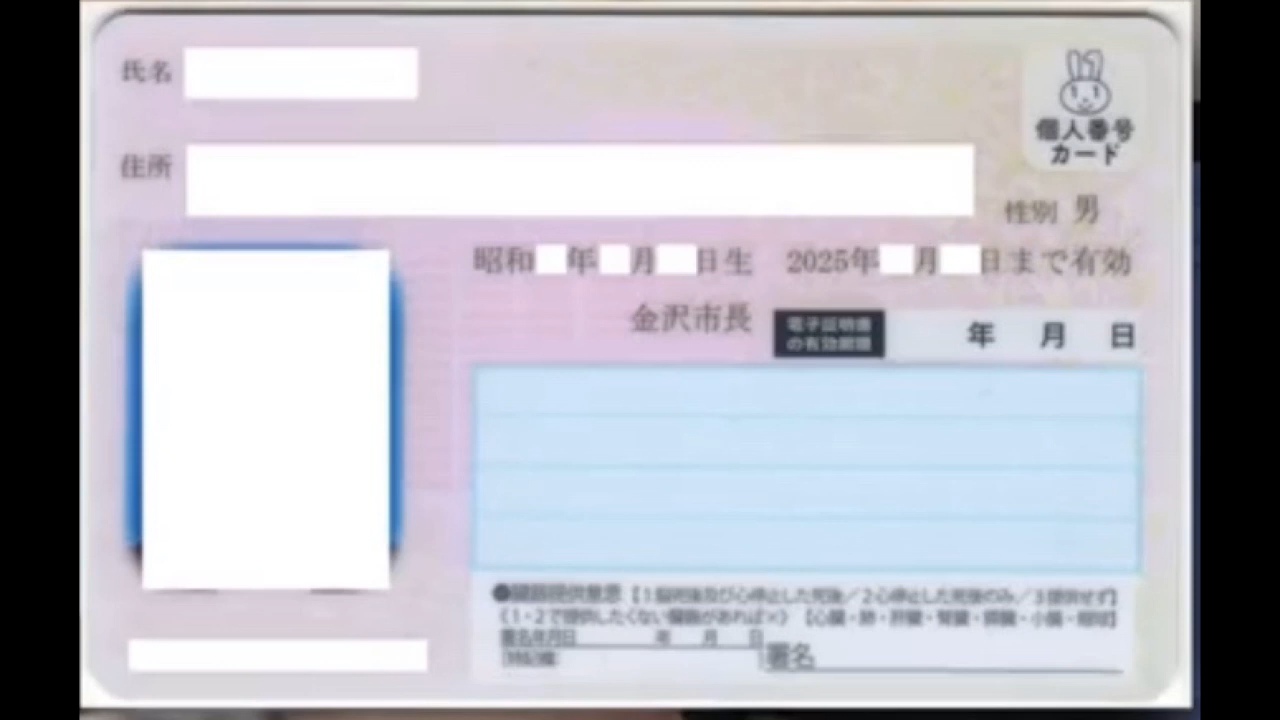 氏名
個人番号
カード
住所
性別 男
昭和 年 月 日生 2025年 月 日まで有効
金沢市長 電子証明書
の有効期限 年 月 日
●臓器提供意思【1脳死後及び心停止した死後／2心停止した死後のみ／3提供せず】
《1・2で提供したくない臓器があれば×》【心臓・肺・肝臓・腎臓・膵臓・小腸・眼球】
署名年月日 年 月 日
特記欄 署名